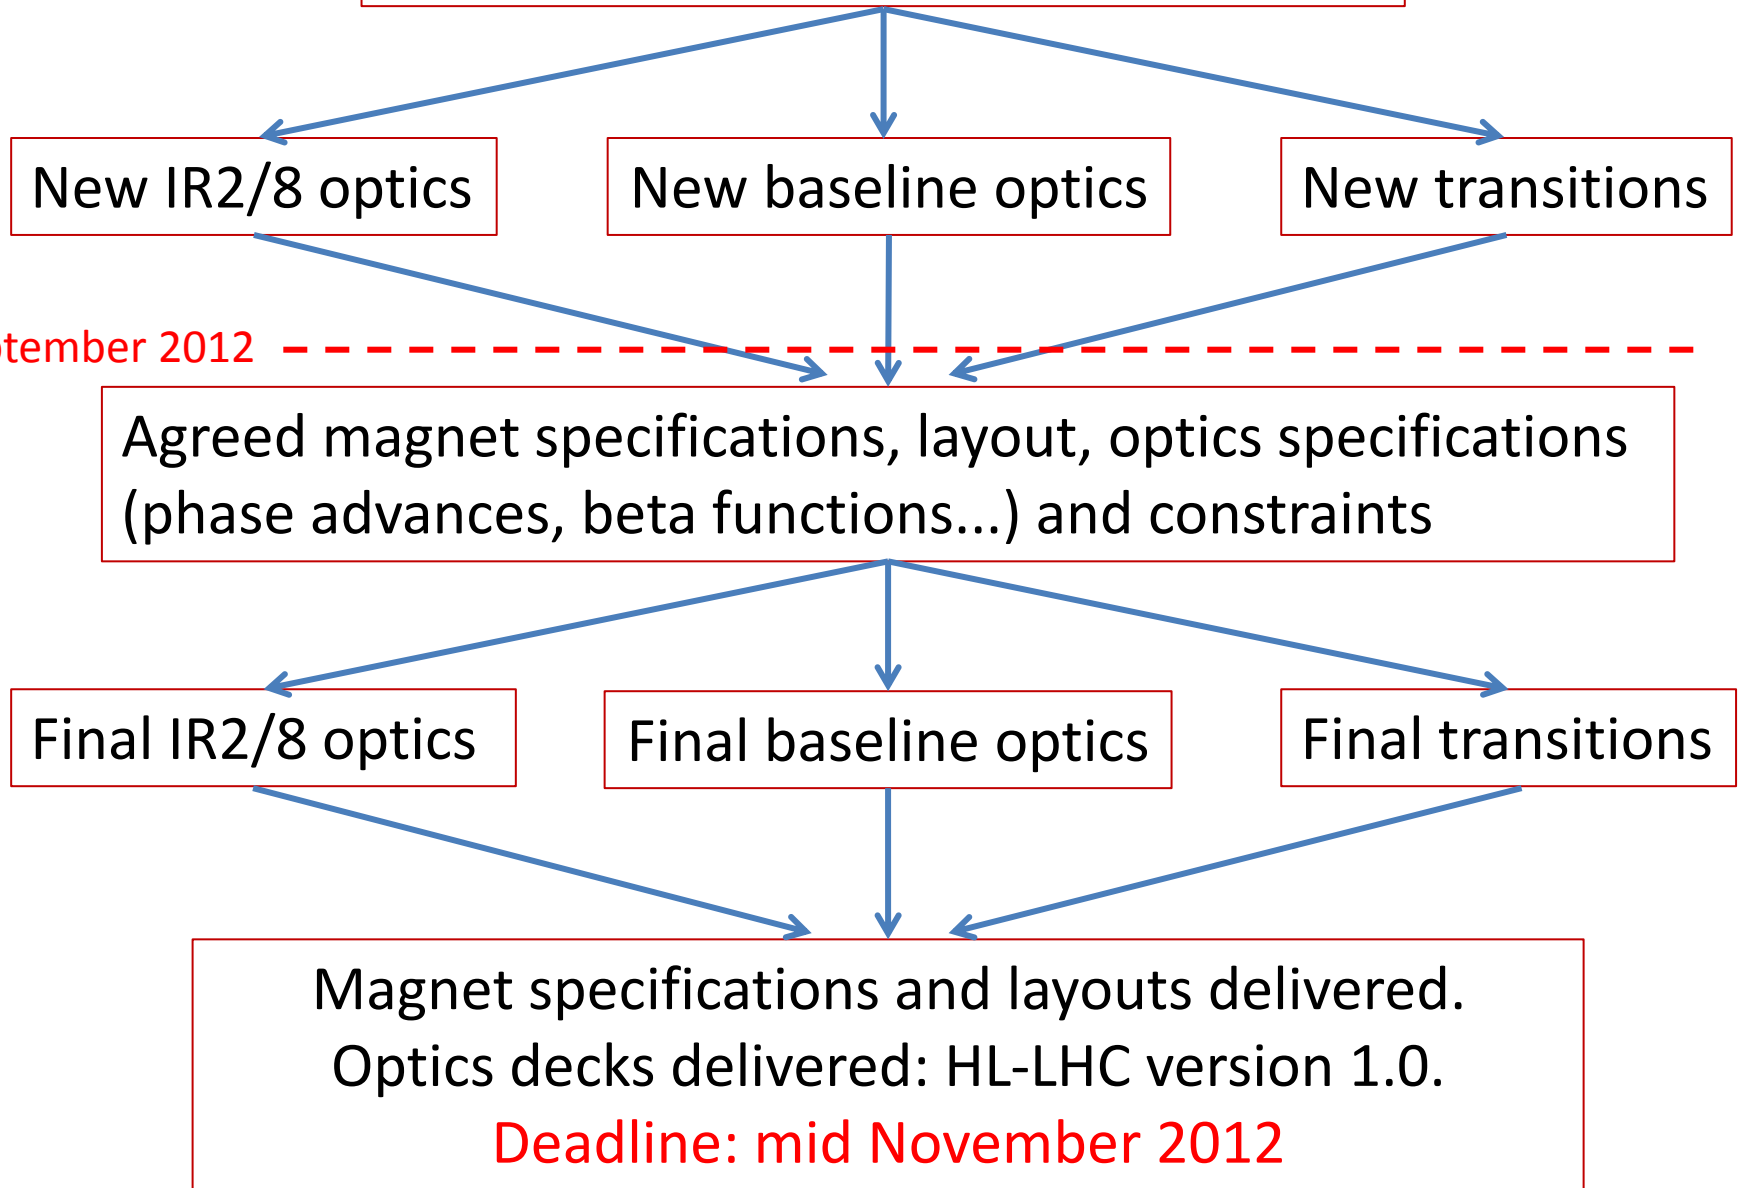 New IR2/8 optics
New baseline optics
New transitions
2012
Agreed magnet specifications, layout, optics specifications
(phase advances, beta functions...) and constraints
Final IR2/8 optics
Final baseline optics
Final transitions
Magnet specifications and layouts delivered.
Optics decks delivered: HL-LHC version 1.0.
Deadline: mid November 2012